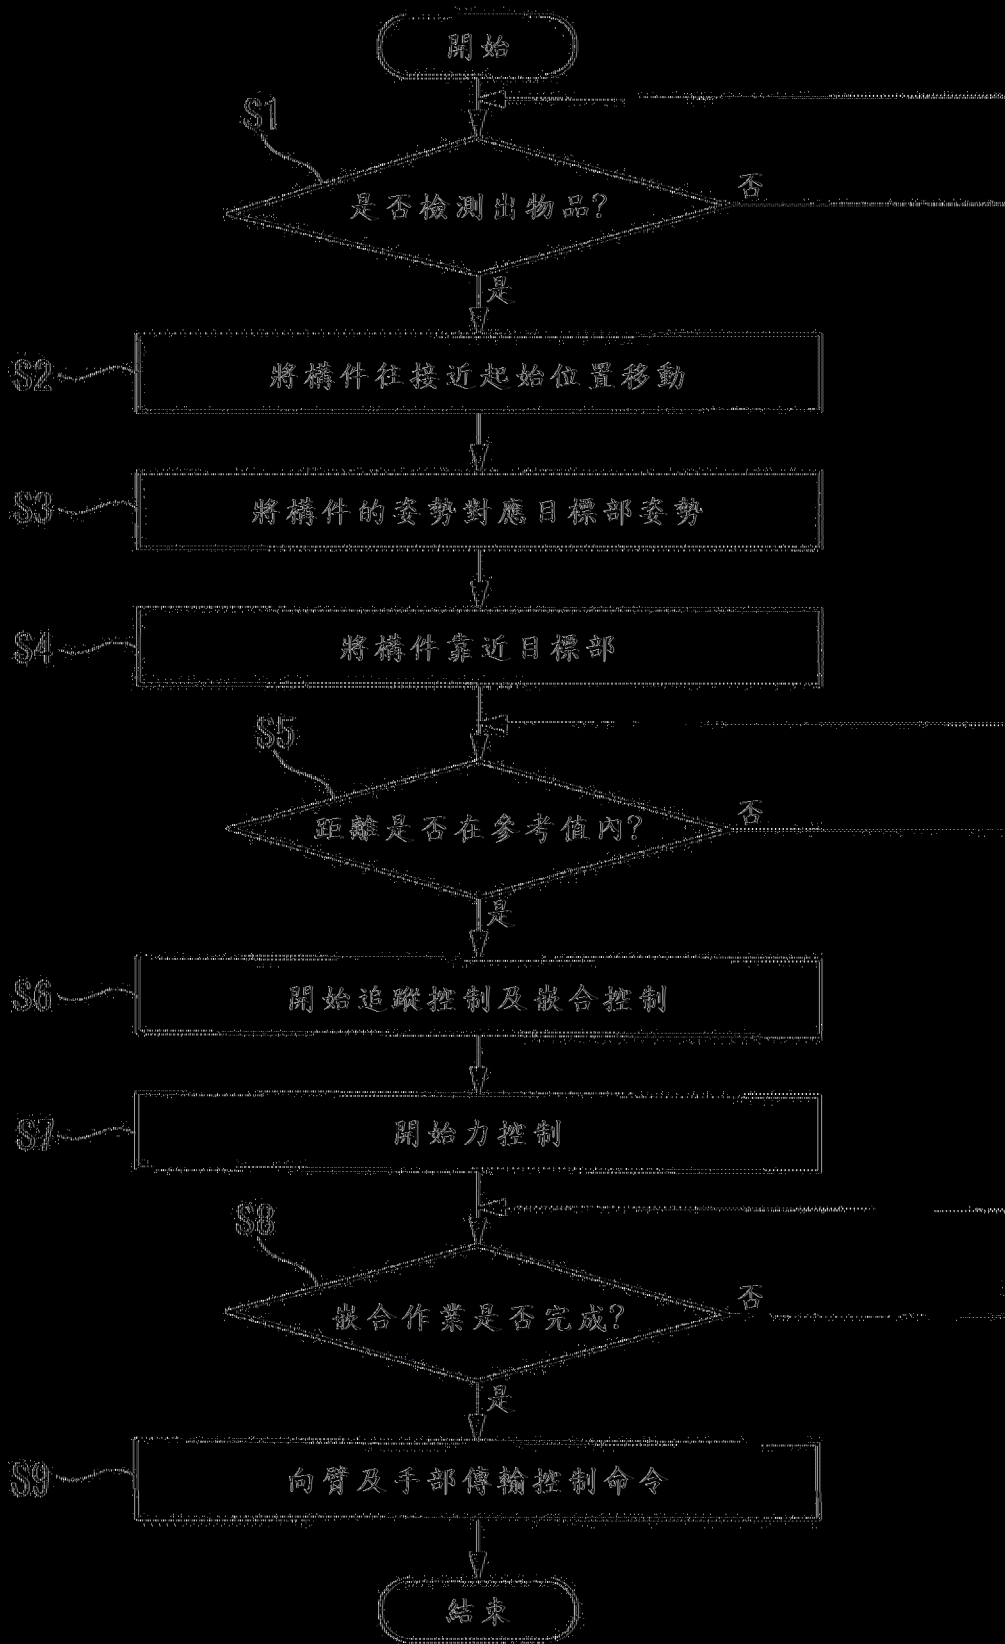 開始
S1
是否檢測出物品?
否
是
S2
將構件往接近起始位置移動
S3
將構件的姿勢對應目標部姿勢
S4
將構件靠近目標部
S5
距離是否在參考值內?
否
是
S6
開始追蹤控制及嵌合控制
S7
開始力控制
S8
嵌合作業是否完成?
否
是
S9
向臂及手部傳輸控制命令
結束